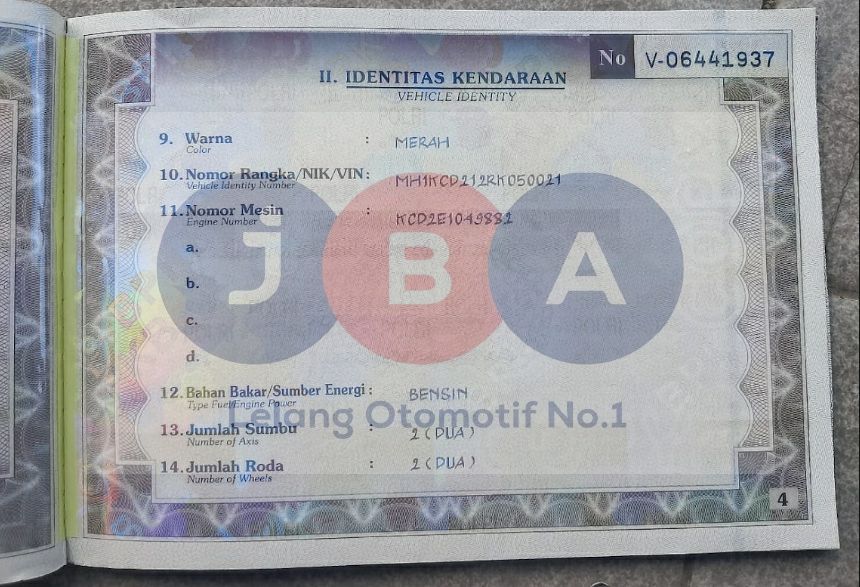 No V-06441937
II. IDENTITAS KENDARAAN
VEHICLE IDENTITY
9. Warna : MERAH
Color
10. Nomor Rangka/NIK/VIN: MH1KCD212RK050021
Vehicle Identity Number
11. Nomor Mesin : KCD2E1049882
Engine Number
a.
b.
c.
d.
JBA
12. Bahan Bakar/Sumber Energi : BENSIN
Type Fuel/Engine Power
Lelang Otomotif No.1
13. Jumlah Sumbu : 2 (DUA)
Number of Axis
14. Jumlah Roda : 2 (DUA)
Number of Wheels
4